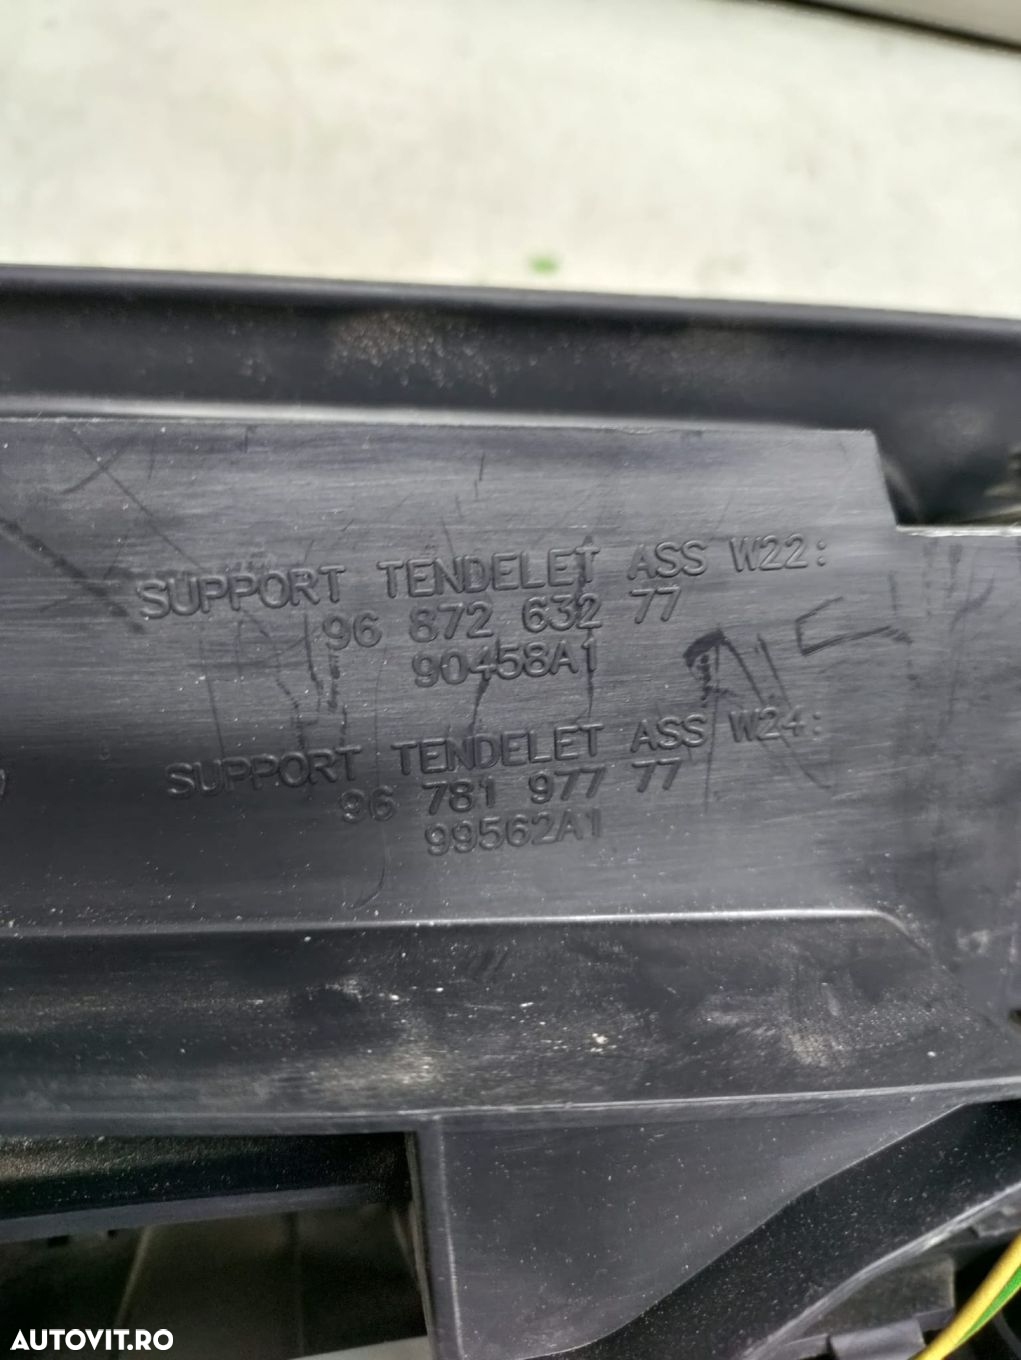 SUPPORT TENDELET ASS W22:
96 872 632 77
90458A1
SUPPORT TENDELET ASS W24:
96 781 977 77
99562A1
AUTOVIT.RO